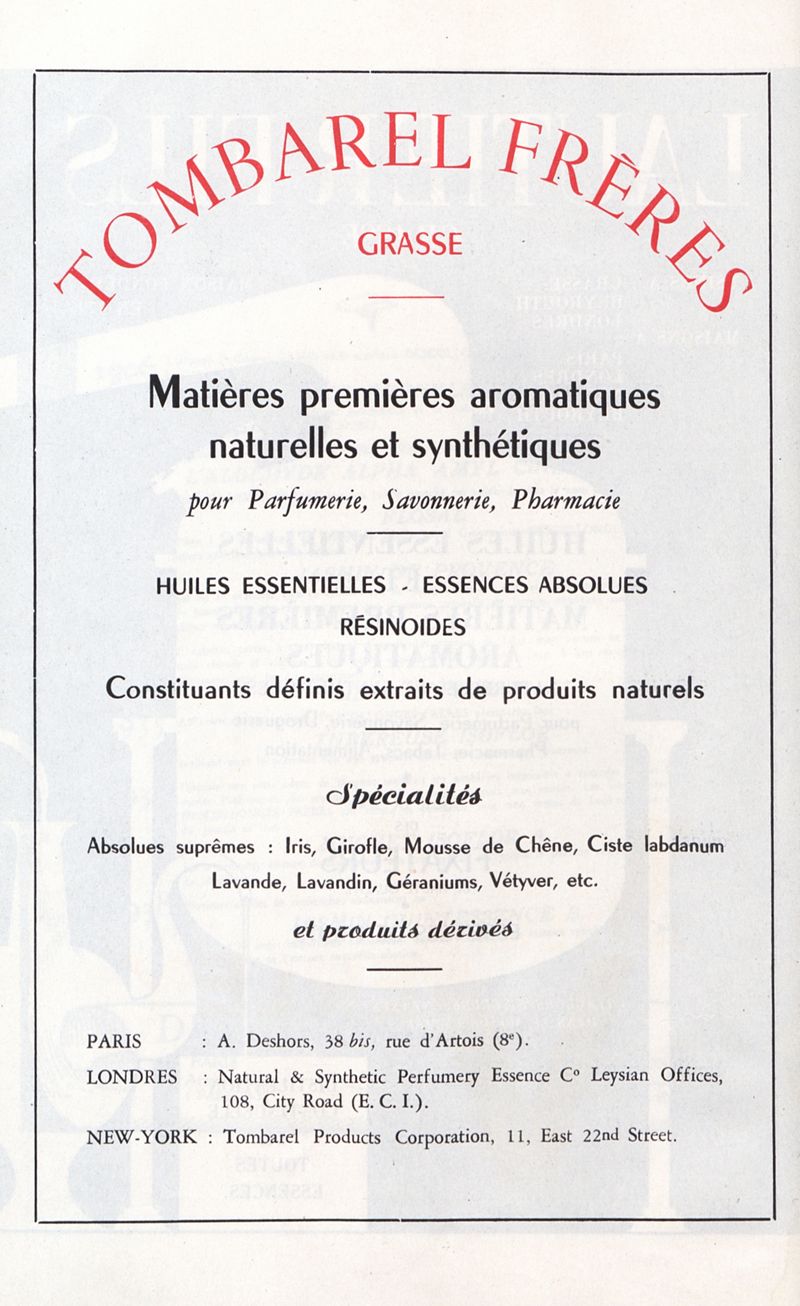 TOMBAREL FRÈRES
GRASSE
Matières premières aromatiques
naturelles et synthétiques
pour Parfumerie, Savonnerie, Pharmacie
HUILES ESSENTIELLES - ESSENCES ABSOLUES
RÉSINOIDES
Constituants définis extraits de produits naturels
Spécialités
Absolues suprêmes : Iris, Girofle, Mousse de Chêne, Ciste labdanum
Lavande, Lavandin, Géraniums, Vétyver, etc.
et produits dérivés
PARIS : A. Deshors, 38 bis, rue d'Artois (8e).
LONDRES : Natural & Synthetic Perfumery Essence Co Leysian Offices,
108, City Road (E. C. I.).
NEW-YORK : Tombarel Products Corporation, 11, East 22nd Street.